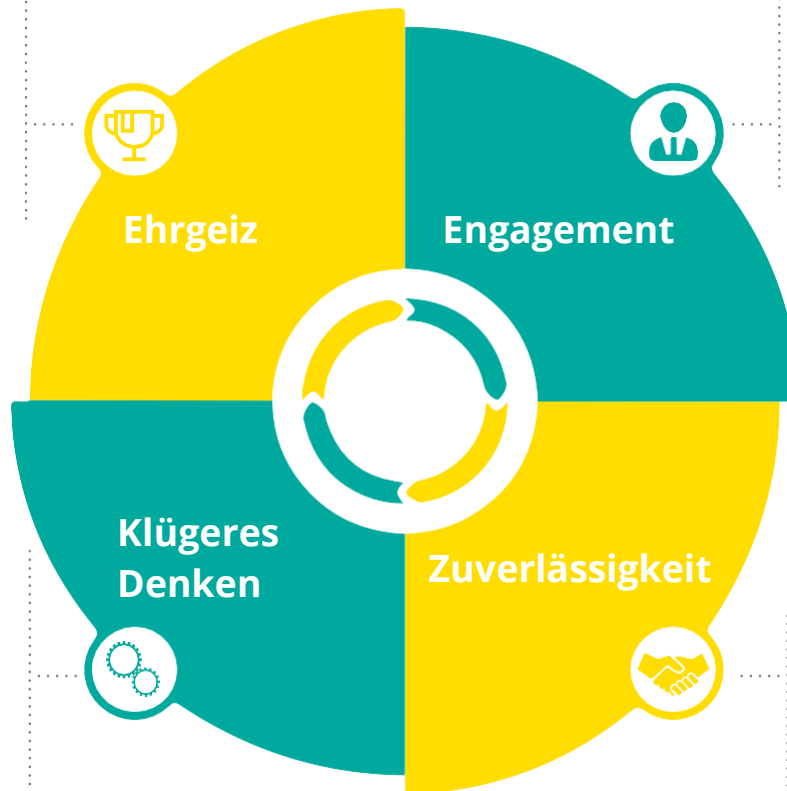 Ehrgeiz
Engagement
Klügeres
Denken
Zuverlässigkeit